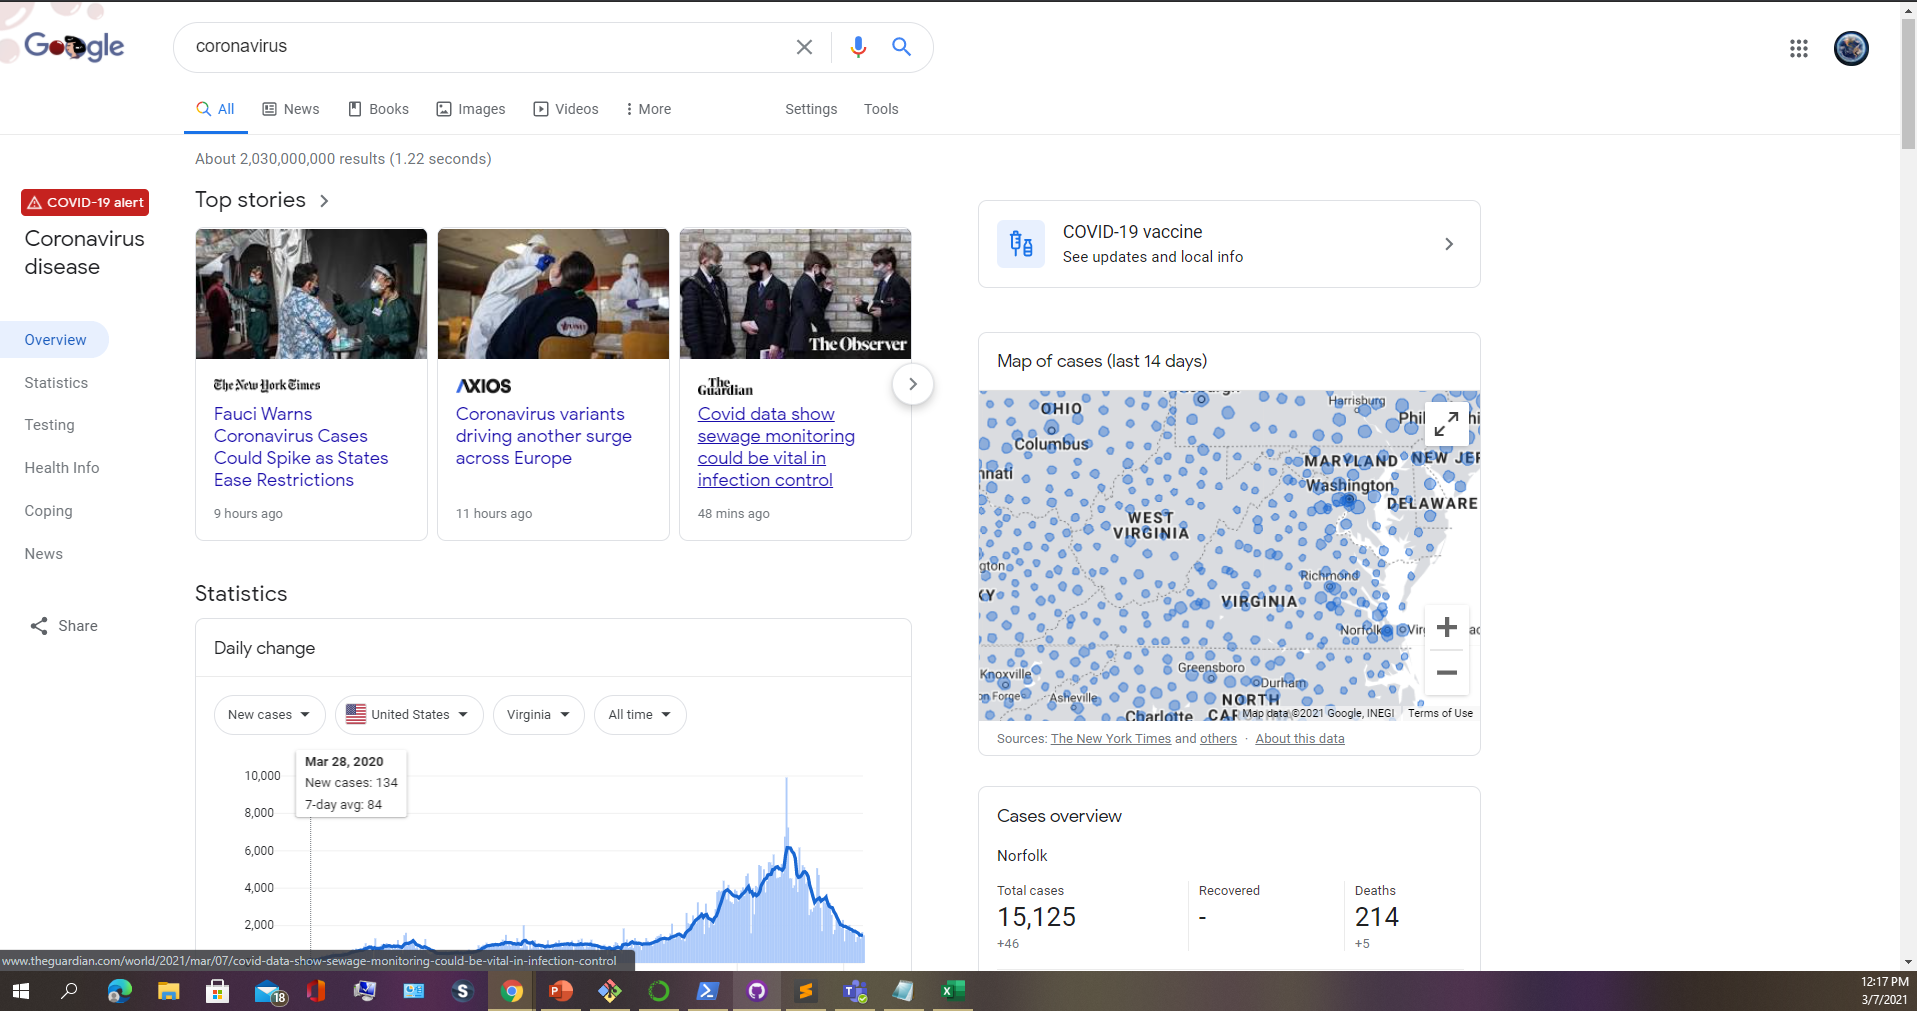 Google
coronavirus
All
News
Books
Images
Videos
More
Settings
Tools
About 2,030,000,000 results (1.22 seconds)
COVID-19 alert
Coronavirus
disease
Overview
Statistics
Testing
Health Info
Coping
News
Share
Top stories
The New York Times
Fauci Warns
Coronavirus Cases
Could Spike as States
Ease Restrictions
9 hours ago
AXIOS
Coronavirus variants
driving another surge
across Europe
11 hours ago
The Observer
The
Guardian
Covid data show
sewage monitoring
could be vital in
infection control
48 mins ago
Statistics
Daily change
New cases
United States
Virginia
All time
Mar 28, 2020
New cases: 134
7-day avg: 84
10,000
8,000
6,000
4,000
2,000
COVID-19 vaccine
See updates and local info
Map of cases (last 14 days)
OHIO
Harrisburg
Columbus
MARYLAND
NEW JER
Washington
DELAWARE
WEST
VIRGINIA
Richmond
VIRGINIA
Norfolk
Greensboro
Knoxville
Durham
Asheville
NORTH
Charlotte
Map data ©2021 Google, INEGI
Terms of Use
Sources: The New York Times and others · About this data
Cases overview
Norfolk
Total cases
15,125
+46
Recovered
-
Deaths
214
+5
www.theguardian.com/world/2021/mar/07/covid-data-show-sewage-monitoring-could-be-vital-in-infection-control
18
12:17 PM
3/7/2021